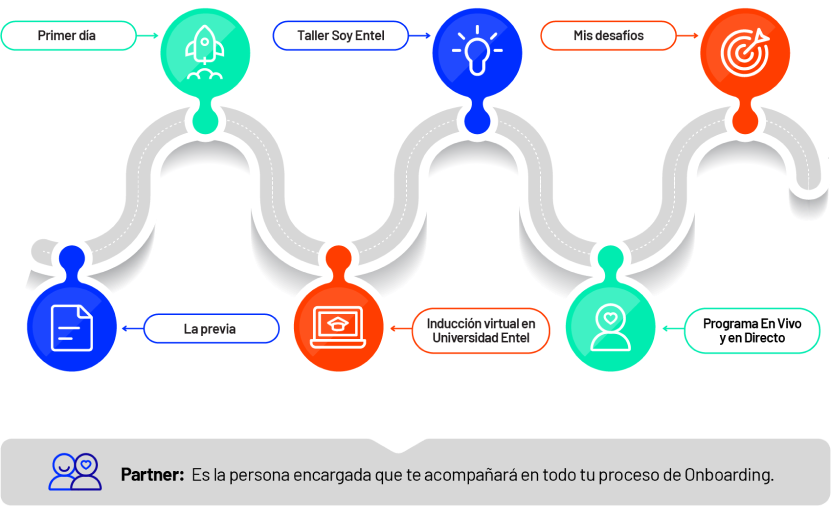 Primer día
Taller Soy Entel
Mis desafíos
La previa
Inducción virtual en
Universidad Entel
Programa En Vivo
y en Directo
Partner: Es la persona encargada que te acompañará en todo tu proceso de Onboarding.